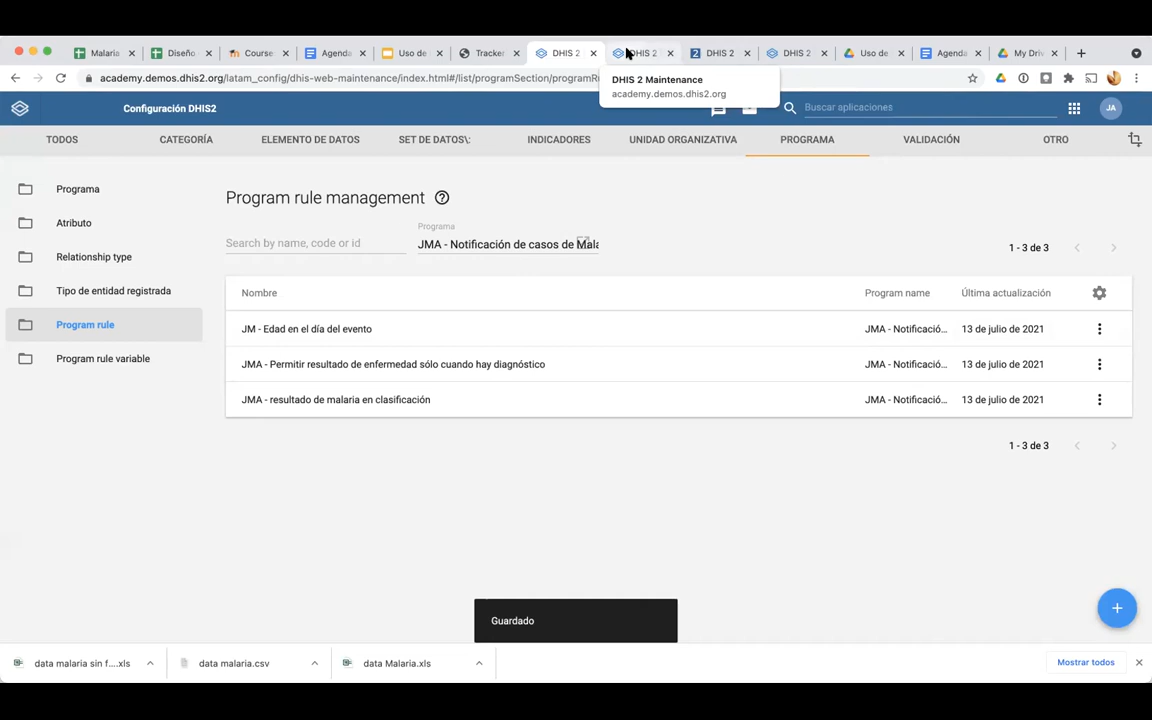 Malaria
Diseño
Course
Agenda
Uso de
Tracker
DHIS 2
DHIS 2
DHIS 2
DHIS 2
Uso de
Agenda
My Driv
academy.demos.dhis2.org/latam_config/dhis-web-maintenance/index.html#/list/programSection/programRu
DHIS 2 Maintenance
academy.demos.dhis2.org
Configuración DHIS2
Buscar aplicaciones
JA
TODOS
CATEGORÍA
ELEMENTO DE DATOS
SET DE DATOS\:
INDICADORES
UNIDAD ORGANIZATIVA
PROGRAMA
VALIDACIÓN
OTRO
Programa
Atributo
Relationship type
Tipo de entidad registrada
Program rule
Program rule variable
Program rule management
Search by name, code or id
Programa
JMA - Notificación de casos de Mala
1 - 3 de 3
Nombre
Program name
Última actualización
JM - Edad en el día del evento
JMA - Notificació...
13 de julio de 2021
JMA - Permitir resultado de enfermedad sólo cuando hay diagnóstico
JMA - Notificació...
13 de julio de 2021
JMA - resultado de malaria en clasificación
JMA - Notificació...
13 de julio de 2021
1 - 3 de 3
Guardado
data malaria sin f....xls
data malaria.csv
data Malaria.xls
Mostrar todos